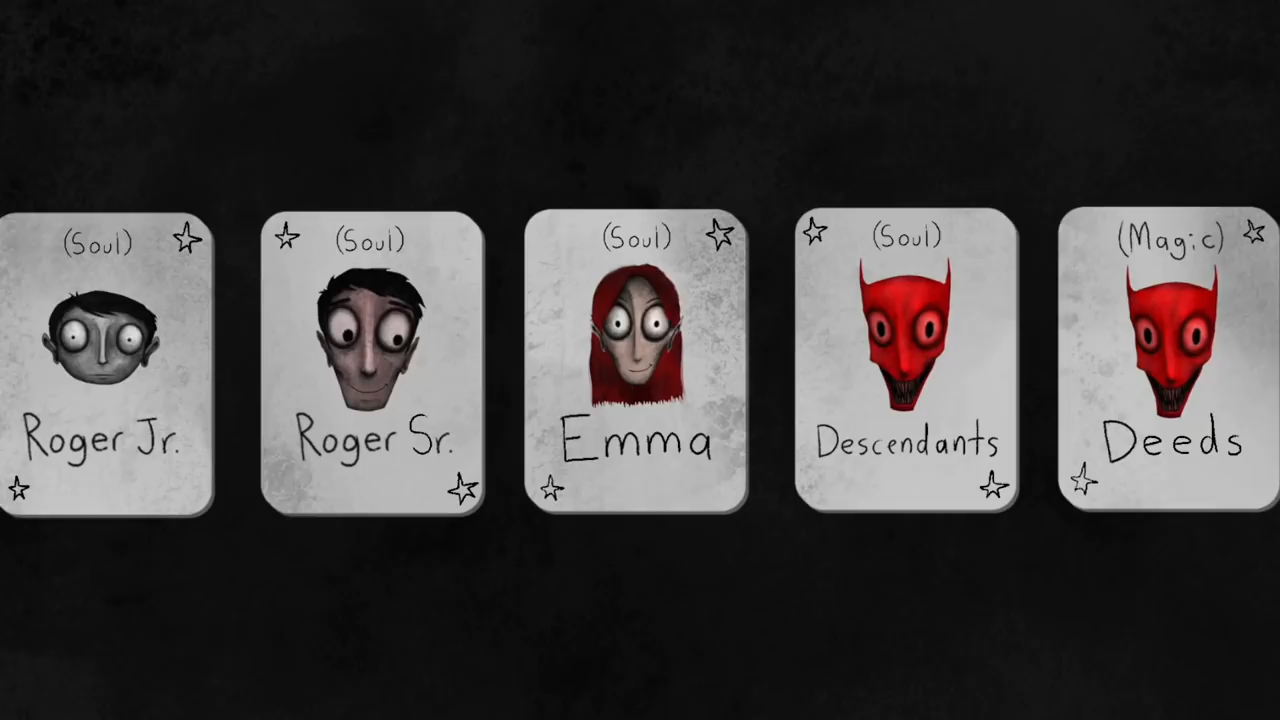 (Soul)
Roger Jr.
(Soul)
Roger Sr.
(Soul)
Emma
(Soul)
Descendants
(Magic)
Deeds